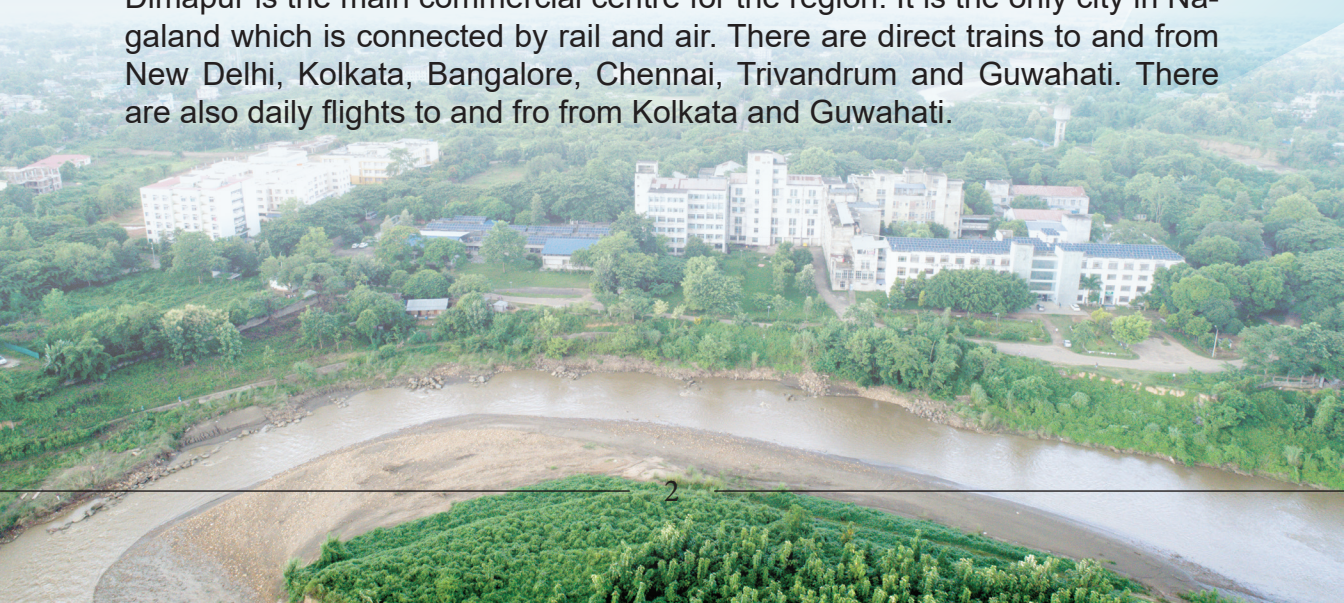 Dimapur is the main commercial centre for the region. It is the only city in Na-
galand which is connected by rail and air. There are direct trains to and from
New Delhi, Kolkata, Bangalore, Chennai, Trivandrum and Guwahati. There
are also daily flights to and fro from Kolkata and Guwahati.
2